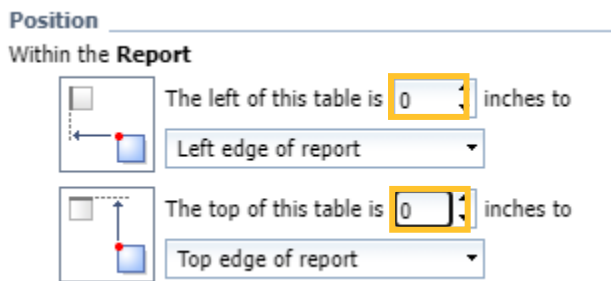 Position
Within the Report
The left of this table is 0 inches to
Left edge of report
The top of this table is 0 inches to
Top edge of report